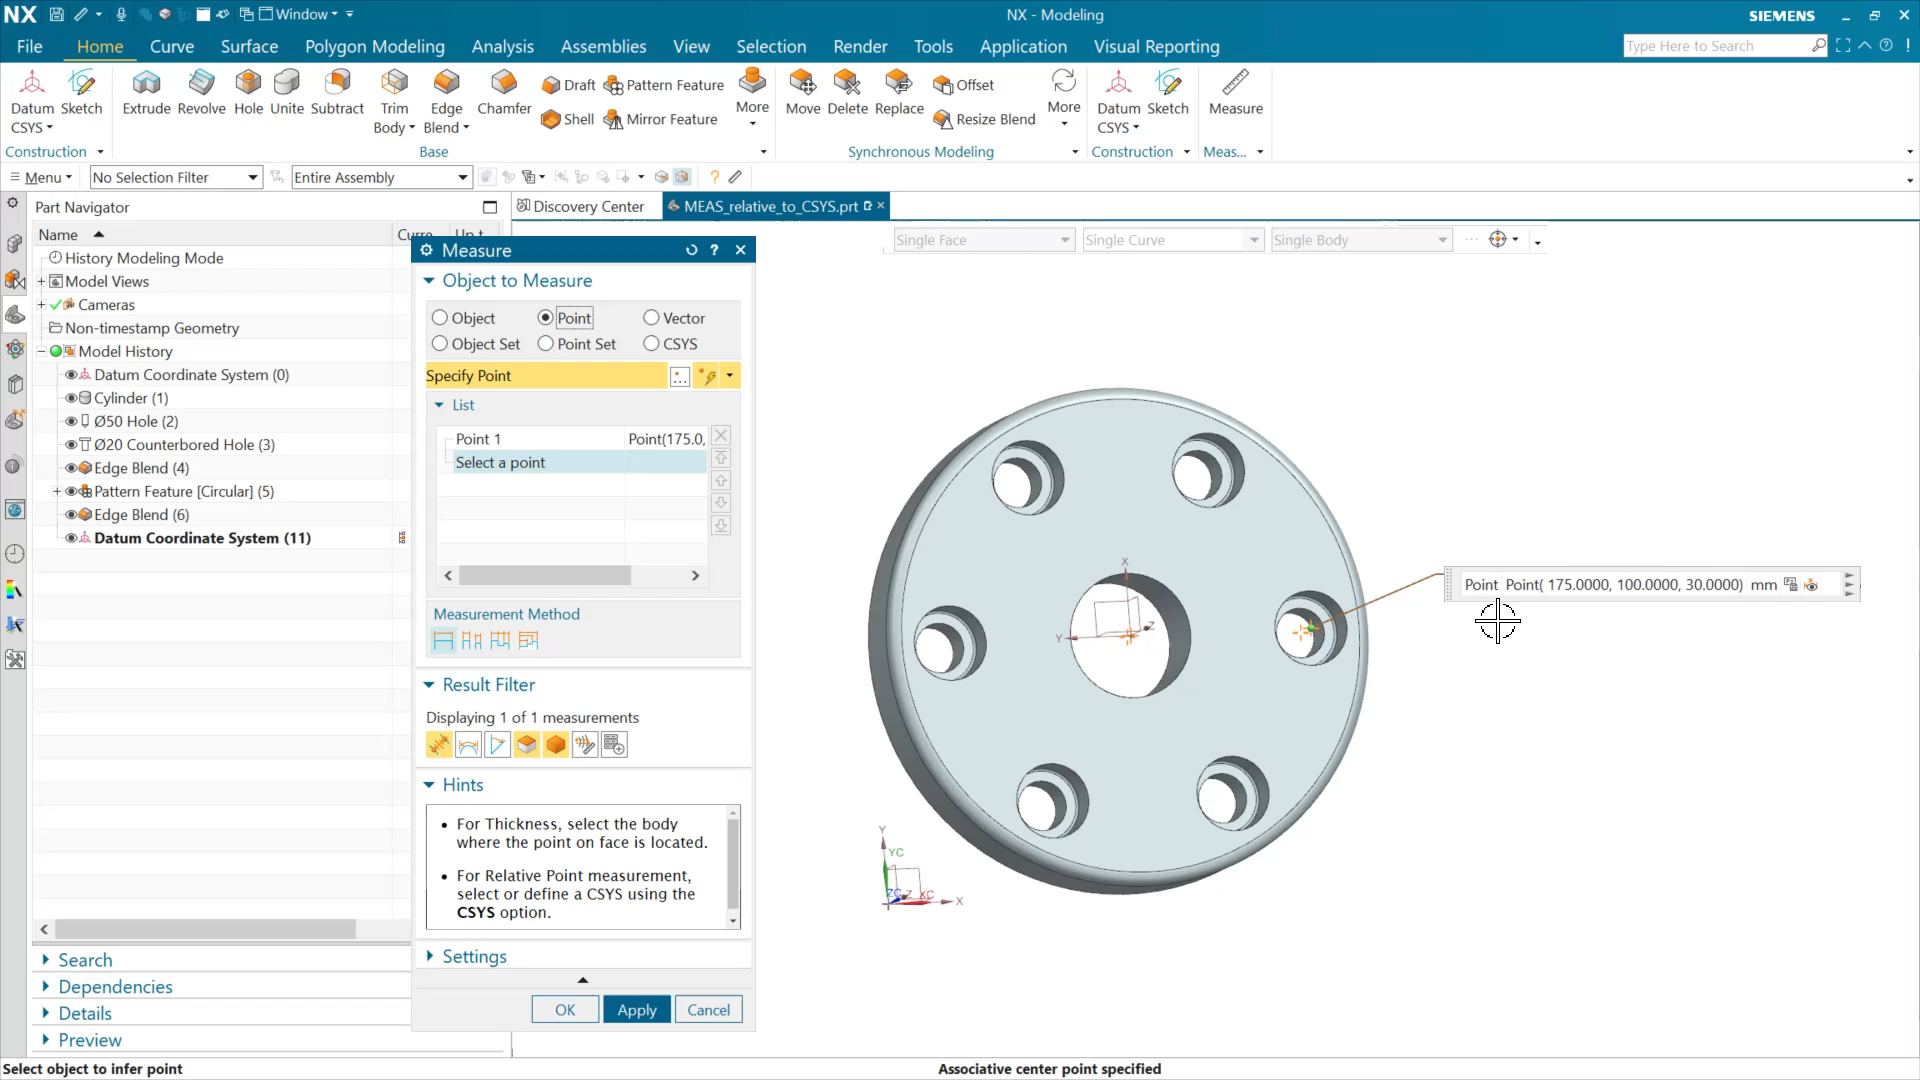 NX
Window
NX - Modeling
SIEMENS
File
Home
Curve
Surface
Polygon Modeling
Analysis
Assemblies
View
Selection
Render
Tools
Application
Visual Reporting
Type Here to Search
Datum
CSYS
Sketch
Extrude
Revolve
Hole
Unite
Subtract
Trim
Body
Edge
Blend
Chamfer
Draft
Shell
Pattern Feature
Mirror Feature
More
Move
Delete
Replace
Offset
Resize Blend
More
Datum
CSYS
Sketch
Measure
Construction
Base
Synchronous Modeling
Construction
Meas...
Menu
No Selection Filter
Entire Assembly
Part Navigator
Discovery Center
MEAS_relative_to_CSYS.prt
Name
Curre
Up t
History Modeling Mode
Model Views
Cameras
Non-timestamp Geometry
Model History
Datum Coordinate System (0)
Cylinder (1)
Ø50 Hole (2)
Ø20 Counterbored Hole (3)
Edge Blend (4)
Pattern Feature [Circular] (5)
Edge Blend (6)
Datum Coordinate System (11)
Search
Dependencies
Details
Preview
Measure
Object to Measure
Object
Point
Vector
Object Set
Point Set
CSYS
Specify Point
List
Point 1
Point(175.0,
Select a point
Measurement Method
Result Filter
Displaying 1 of 1 measurements
Hints
• For Thickness, select the body
where the point on face is located.
• For Relative Point measurement,
select or define a CSYS using the
CSYS option.
Settings
OK
Apply
Cancel
Single Face
Single Curve
Single Body
Point Point( 175.0000, 100.0000, 30.0000) mm
X
Y
Z
Y
YC
ZC
Z
XC
X
Select object to infer point
Associative center point specified